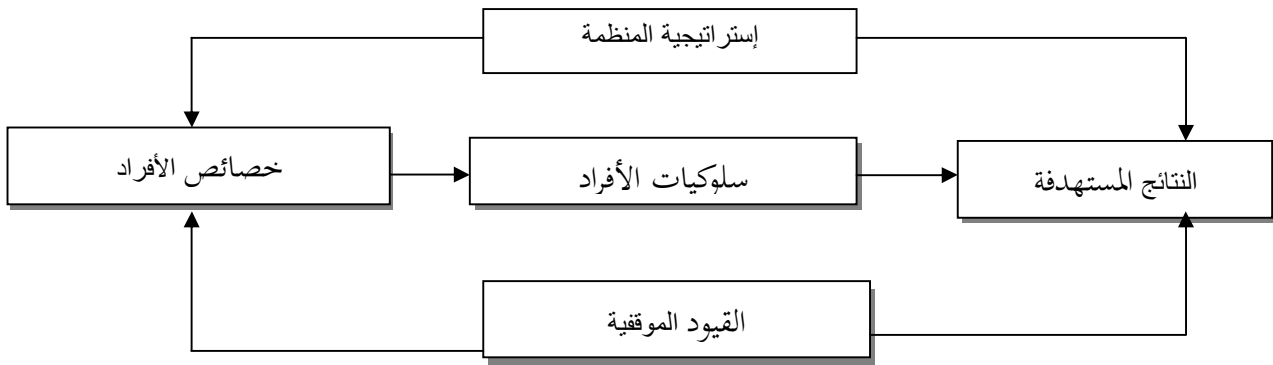 إستراتيجية المنظمة
خصائص الأفراد
سلوكيات الأفراد
النتائج المستهدفة
القيود الموقفية